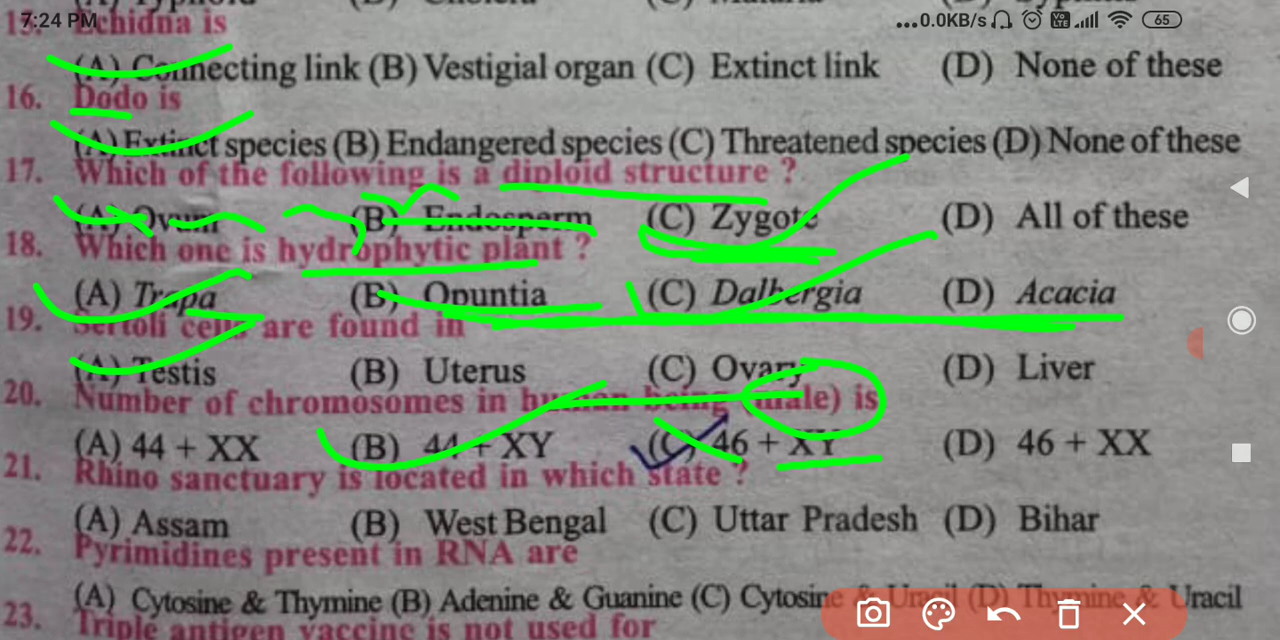 7:24 PM
...0.0KB/s Vo LTE 65
15. Echidna is
(A) Connecting link (B) Vestigial organ (C) Extinct link (D) None of these
16. Dodo is
(A) Extinct species (B) Endangered species (C) Threatened species (D) None of these
17. Which of the following is a diploid structure ?
(A) Ovum (B) Endosperm (C) Zygote (D) All of these
18. Which one is hydrophytic plant ?
(A) Trapa (B) Opuntia (C) Dalbergia (D) Acacia
19. Sertoli cells are found in
(A) Testis (B) Uterus (C) Ovary (D) Liver
20. Number of chromosomes in human being (male) is
(A) 44 + XX (B) 44 + XY (C) 46 + XY (D) 46 + XX
21. Rhino sanctuary is located in which state ?
(A) Assam (B) West Bengal (C) Uttar Pradesh (D) Bihar
22. Pyrimidines present in RNA are
(A) Cytosine & Thymine (B) Adenine & Guanine (C) Cytosine & Uracil (D) Thymine & Uracil
23. Triple antigen vaccine is not used for